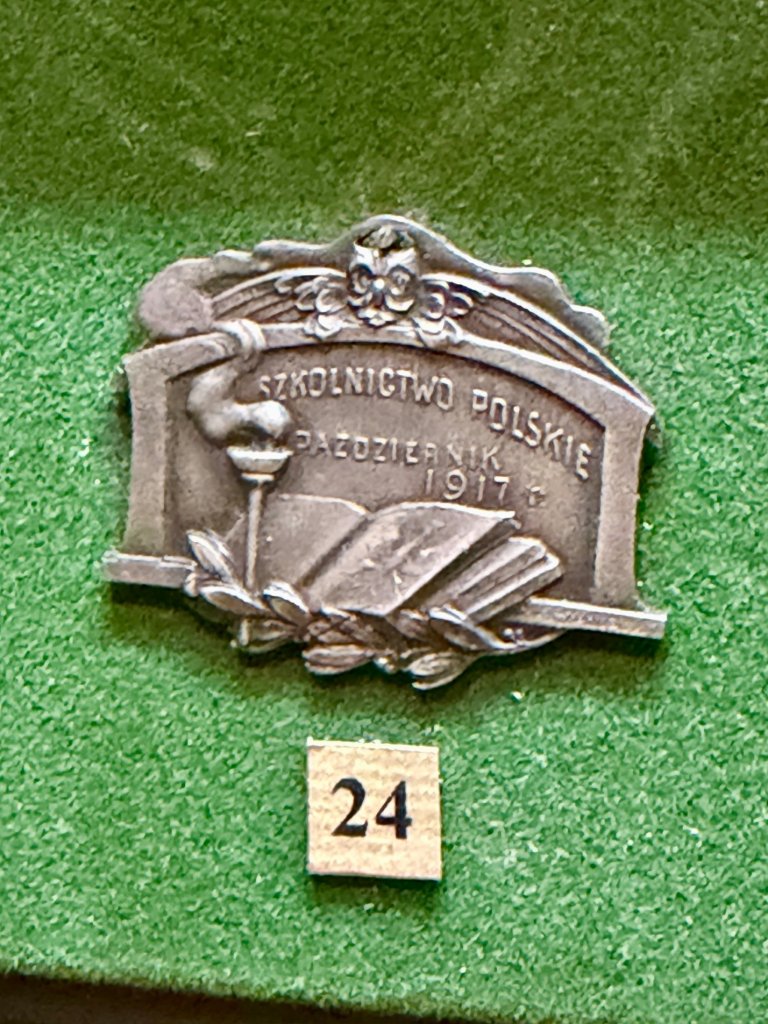 SZKOLNICTWO POLSKIE
PAŹDZIERNIK
1917 r.
24